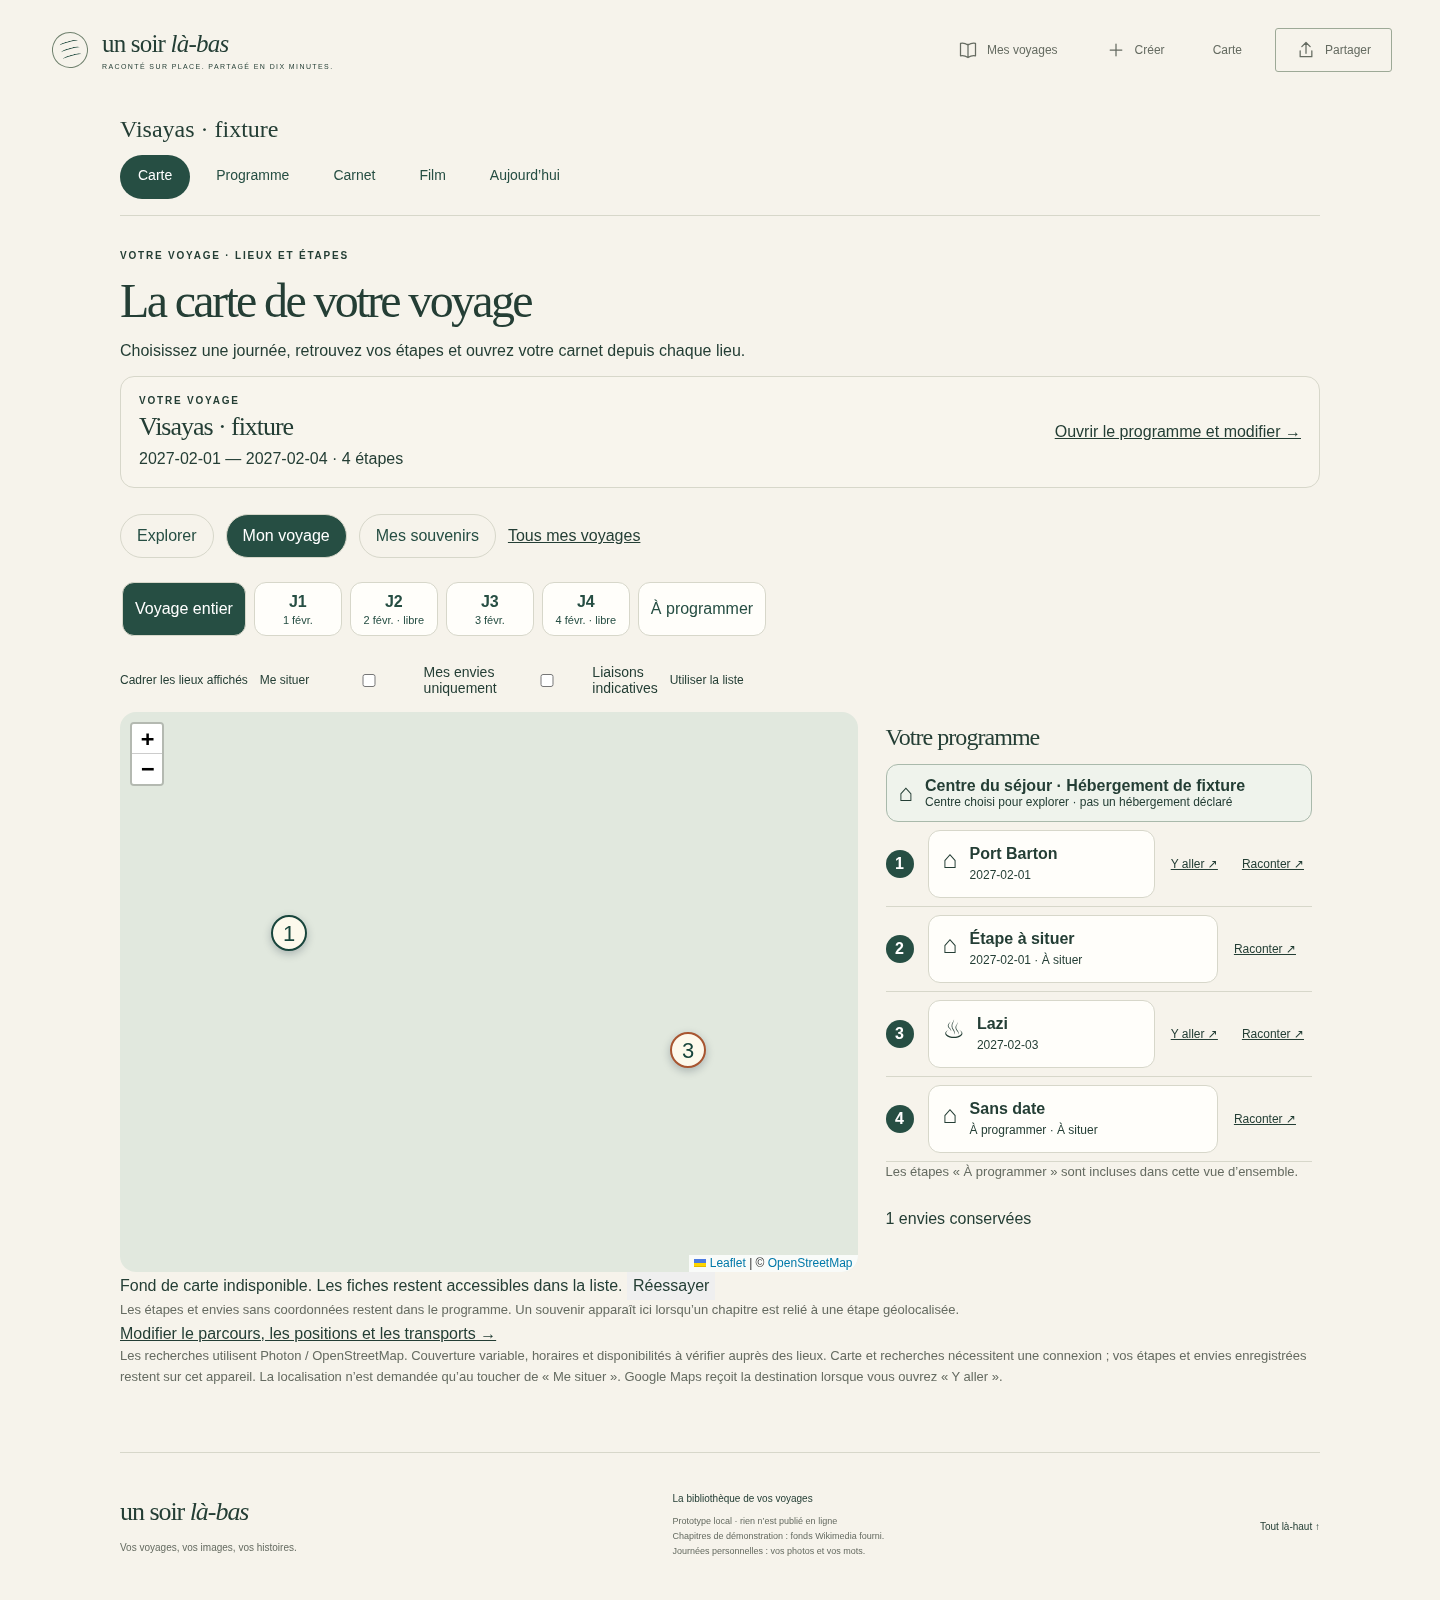 un soir là-bas
RACONTÉ SUR PLACE. PARTAGÉ EN DIX MINUTES.
Mes voyages
Créer
Carte
Partager
Visayas · fixture
Carte
Programme
Carnet
Film
Aujourd’hui
VOTRE VOYAGE · LIEUX ET ÉTAPES
La carte de votre voyage
Choisissez une journée, retrouvez vos étapes et ouvrez votre carnet depuis chaque lieu.
VOTRE VOYAGE
Visayas · fixture
2027-02-01 — 2027-02-04 · 4 étapes
Ouvrir le programme et modifier →
Explorer
Mon voyage
Mes souvenirs
Tous mes voyages
Voyage entier
J1
1 févr.
J2
2 févr. · libre
J3
3 févr.
J4
4 févr. · libre
À programmer
Cadrer les lieux affichés
Me situer
Mes envies
uniquement
Liaisons
indicatives
Utiliser la liste
+
−
1
3
Leaflet | © OpenStreetMap
Votre programme
Centre du séjour · Hébergement de fixture
Centre choisi pour explorer · pas un hébergement déclaré
1
Port Barton
2027-02-01
Y aller ↗
Raconter ↗
2
Étape à situer
2027-02-01 · À situer
Raconter ↗
3
Lazi
2027-02-03
Y aller ↗
Raconter ↗
4
Sans date
À programmer · À situer
Raconter ↗
Les étapes « À programmer » sont incluses dans cette vue d’ensemble.
1 envies conservées
Fond de carte indisponible. Les fiches restent accessibles dans la liste. Réessayer
Les étapes et envies sans coordonnées restent dans le programme. Un souvenir apparaît ici lorsqu’un chapitre est relié à une étape géolocalisée.
Modifier le parcours, les positions et les transports →
Les recherches utilisent Photon / OpenStreetMap. Couverture variable, horaires et disponibilités à vérifier auprès des lieux. Carte et recherches nécessitent une connexion ; vos étapes et envies enregistrées
restent sur cet appareil. La localisation n’est demandée qu’au toucher de « Me situer ». Google Maps reçoit la destination lorsque vous ouvrez « Y aller ».
un soir là-bas
Vos voyages, vos images, vos histoires.
La bibliothèque de vos voyages
Prototype local · rien n’est publié en ligne
Chapitres de démonstration : fonds Wikimedia fourni.
Journées personnelles : vos photos et vos mots.
Tout là-haut ↑